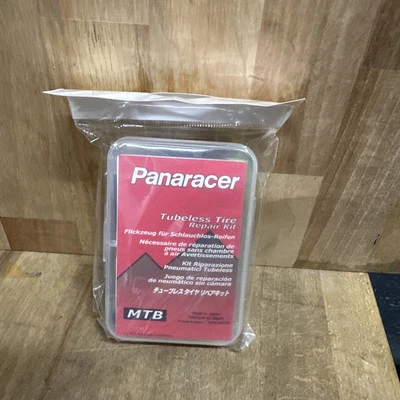 Panaracer
Tubeless Tire
Repair Kit
Flickzeug für Schlauchlos-Reifen
Nécessaire de réparation de
pneus sans chambre
à air Avertissements
Kit Riparazione
Pneumatici Tubeless
Juego de reparación
de neumático sin cámara
チューブレスタイヤリペアキット
MTB
Made in Japan